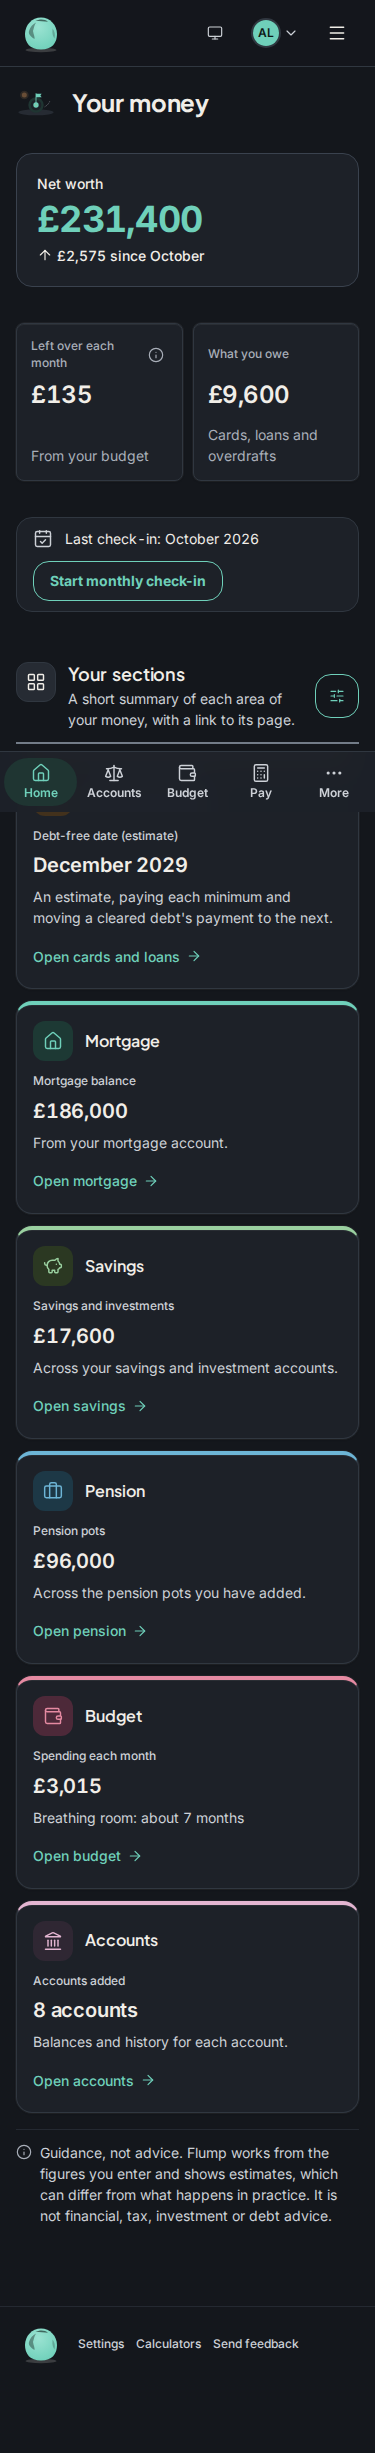 AL
Your money
Net worth
£231,400
↑ £2,575 since October
Left over each
month
£135
From your budget
What you owe
£9,600
Cards, loans and
overdrafts
Last check-in: October 2026
Start monthly check-in
Your sections
A short summary of each area of
your money, with a link to its page.
Home
Accounts
Budget
Pay
More
Debt-free date (estimate)
December 2029
An estimate, paying each minimum and
moving a cleared debt's payment to the next.
Open cards and loans →
Mortgage
Mortgage balance
£186,000
From your mortgage account.
Open mortgage →
Savings
Savings and investments
£17,600
Across your savings and investment accounts.
Open savings →
Pension
Pension pots
£96,000
Across the pension pots you have added.
Open pension →
Budget
Spending each month
£3,015
Breathing room: about 7 months
Open budget →
Accounts
Accounts added
8 accounts
Balances and history for each account.
Open accounts →
Guidance, not advice. Flump works from the
figures you enter and shows estimates, which
can differ from what happens in practice. It is
not financial, tax, investment or debt advice.
Settings
Calculators
Send feedback